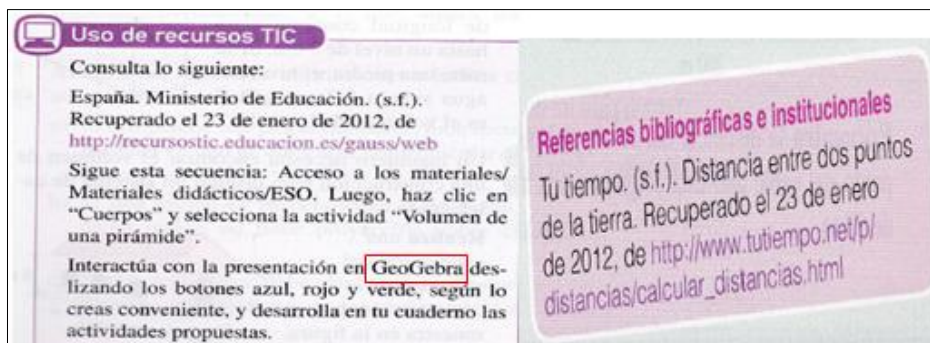 Uso de recursos TIC
Consulta lo siguiente:
España. Ministerio de Educación. (s.f.).
Recuperado el 23 de enero de 2012, de
http://recursostic.educacion.es/gauss/web
Sigue esta secuencia: Acceso a los materiales/
Materiales didácticos/ESO. Luego, haz clic en
“Cuerpos” y selecciona la actividad “Volumen de
una pirámide”.
Interactúa con la presentación en GeoGebra des-
lizando los botones azul, rojo y verde, según lo
creas conveniente, y desarrolla en tu cuaderno las
actividades propuestas.
Referencias bibliográficas e institucionales
Tu tiempo. (s.f.). Distancia entre dos puntos
de la tierra. Recuperado el 23 de enero
de 2012, de http://www.tutiempo.net/p/
distancias/calcular_distancias.html